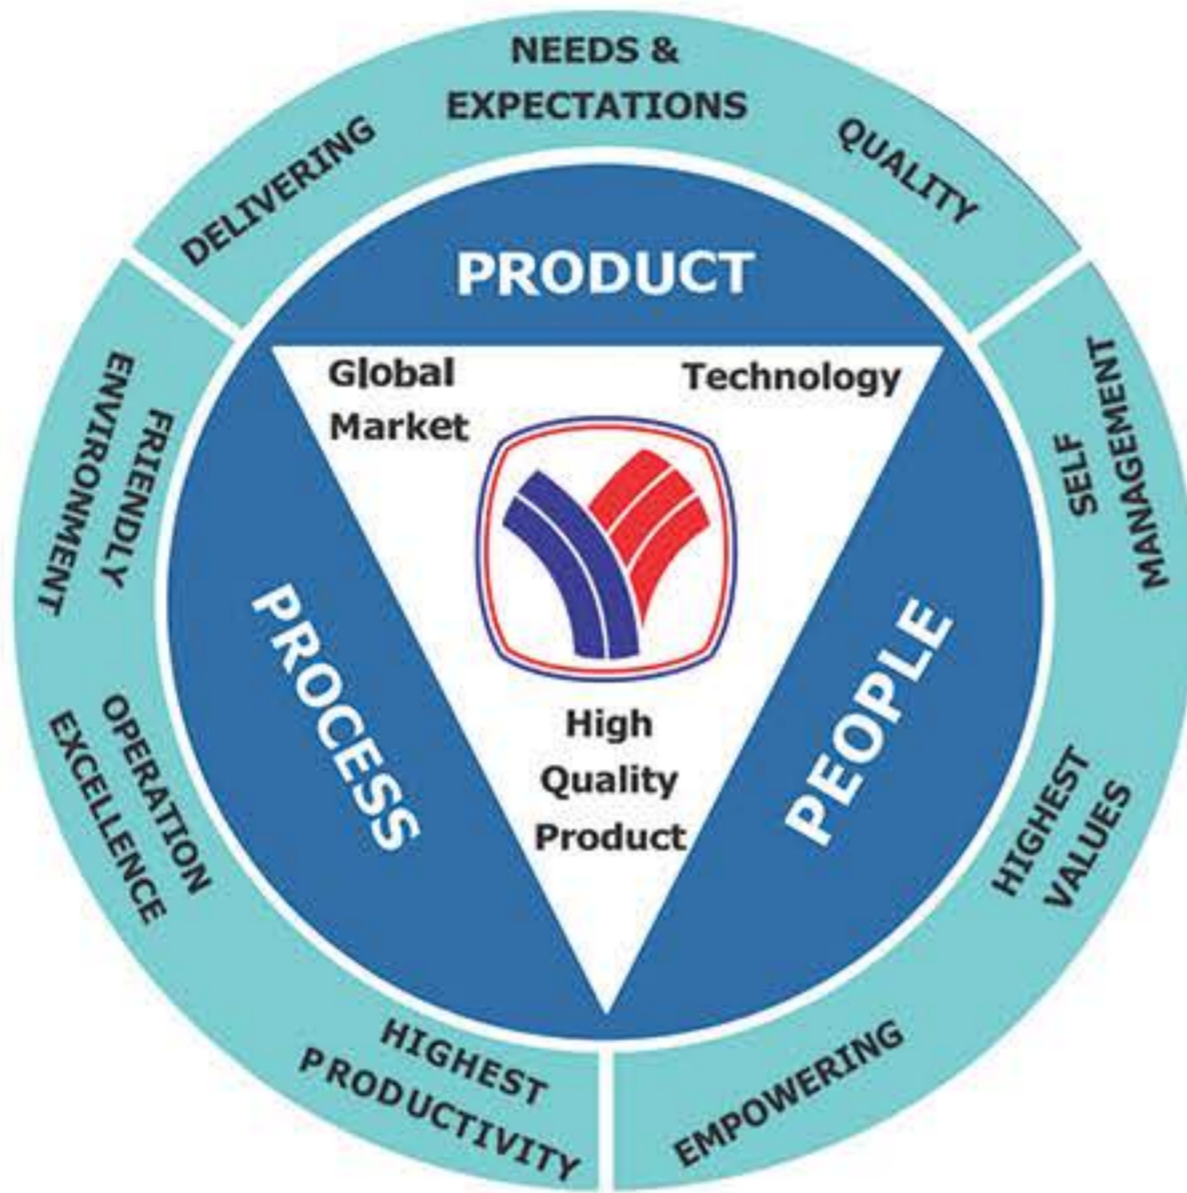 NEEDS &
EXPECTATIONS
DELIVERING
QUALITY
PRODUCT
Global
Market
Technology
FRIENDLY
ENVIRONMENT
SELF
MANAGEMENT
PROCESS
PEOPLE
High
Quality
Product
OPERATION
EXCELLENCE
HIGHEST
VALUES
HIGHEST
PRODUCTIVITY
EMPOWERING